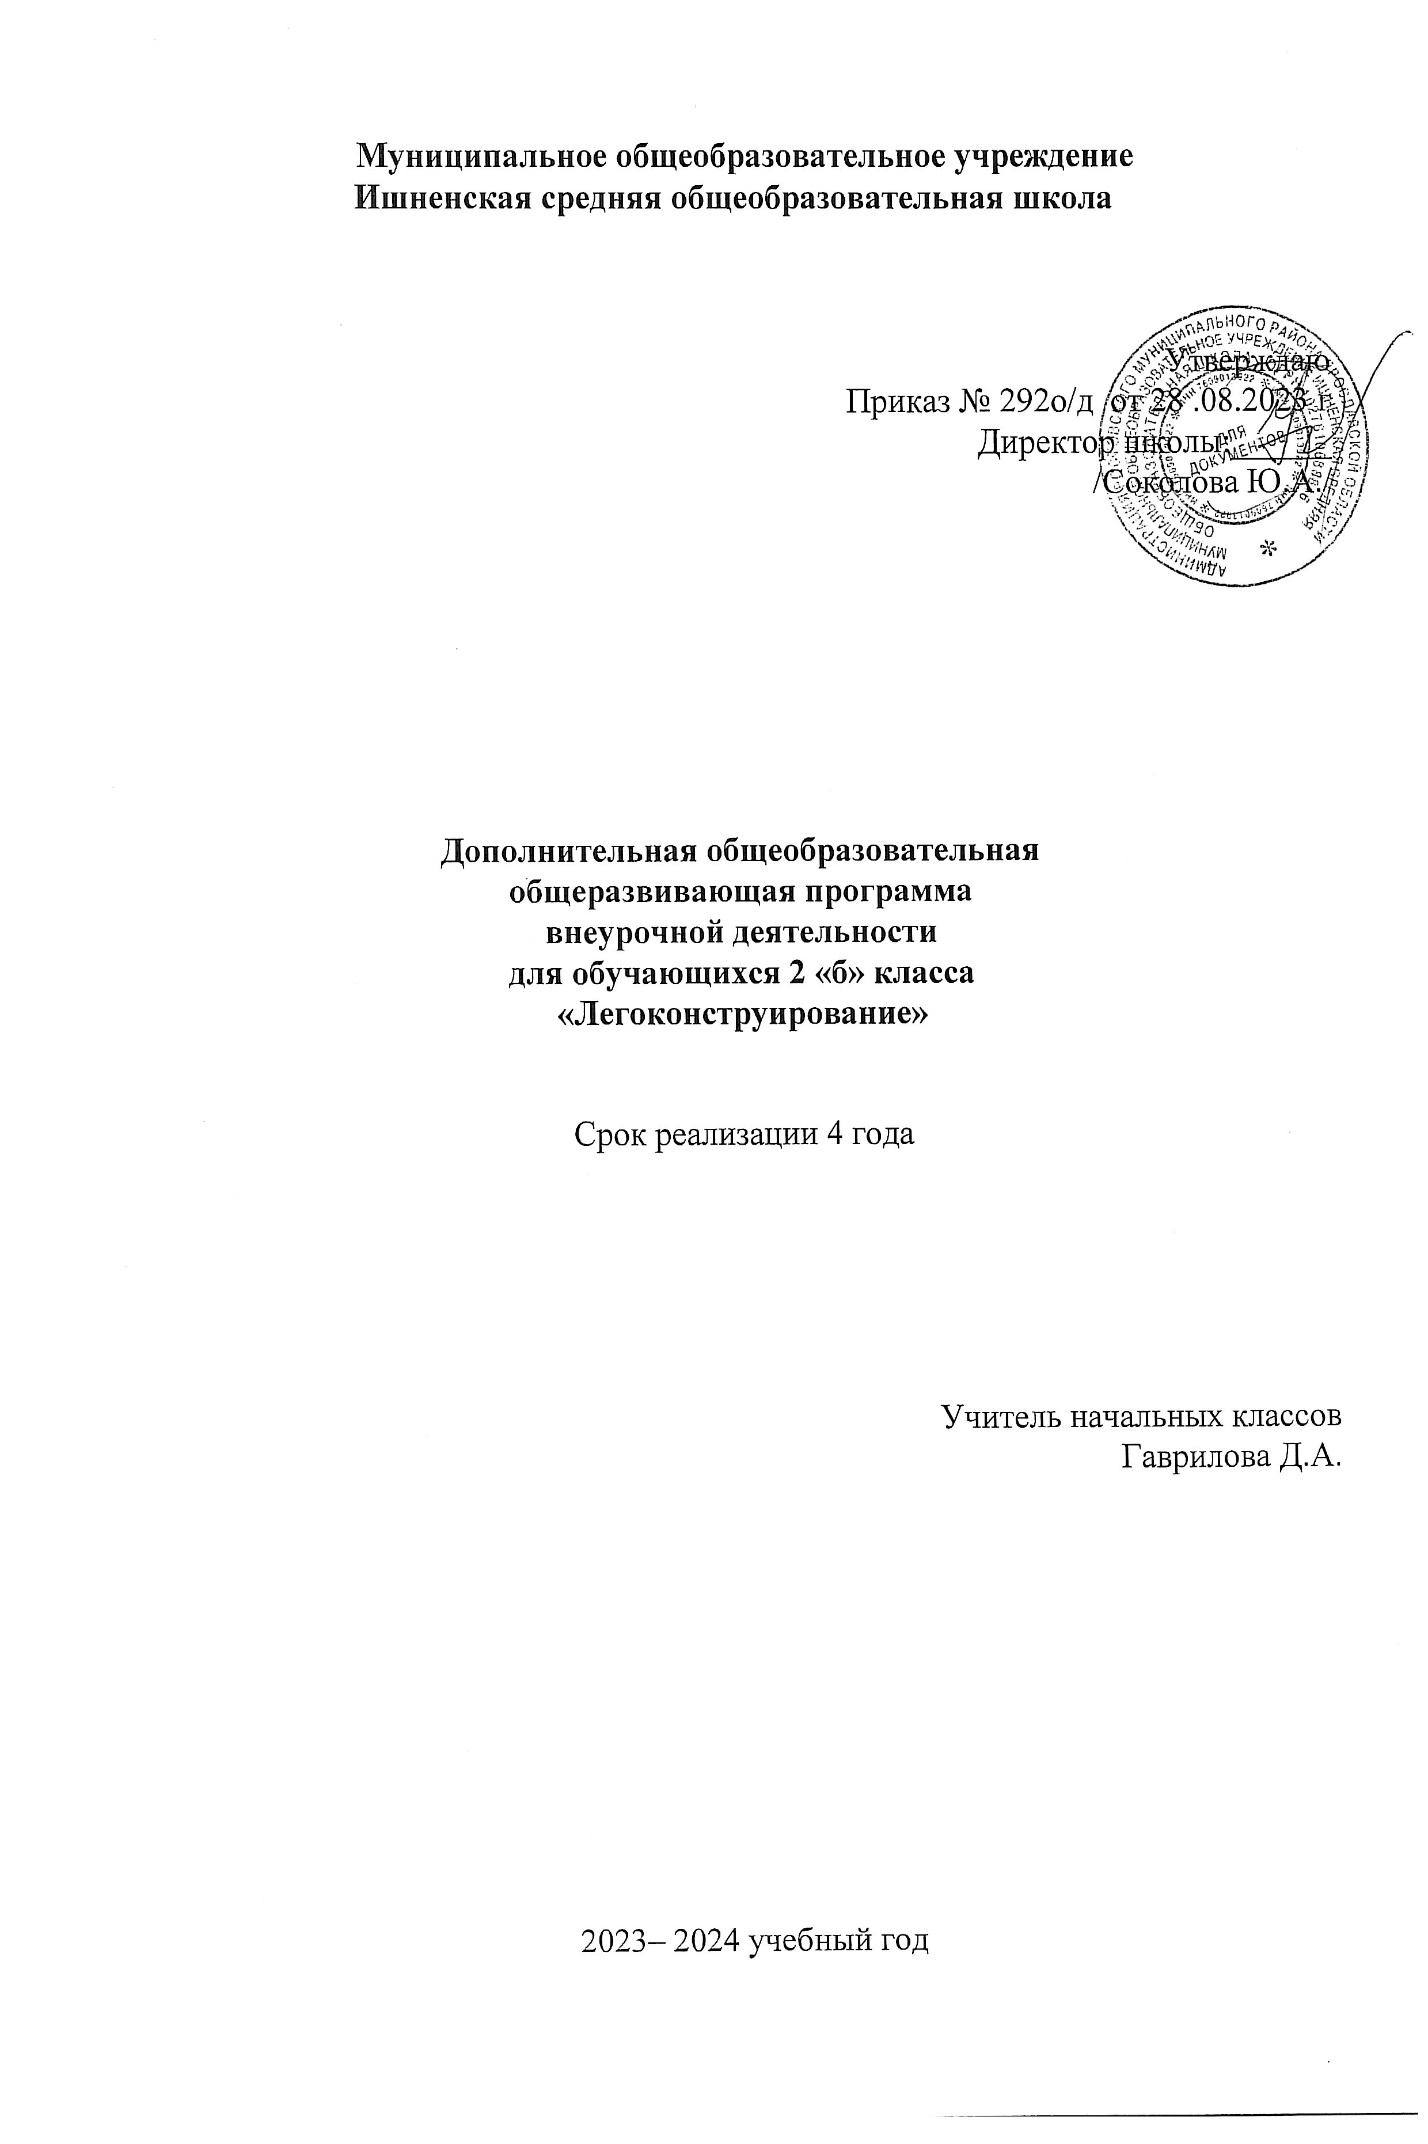 Муниципальное общеобразовательное учреждение
Ишненская средняя общеобразовательная школа
Утверждаю
Приказ № 292о/д от 28 .08.2023 г
Директор школы:
/Соколова Ю.А./
ДЛЯ
ДОКУМЕНТОВ
Дополнительная общеобразовательная
общеразвивающая программа
внеурочной деятельности
для обучающихся 2 «б» класса
«Легоконструирование»
Срок реализации 4 года
Учитель начальных классов
Гаврилова Д.А.
2023– 2024 учебный год